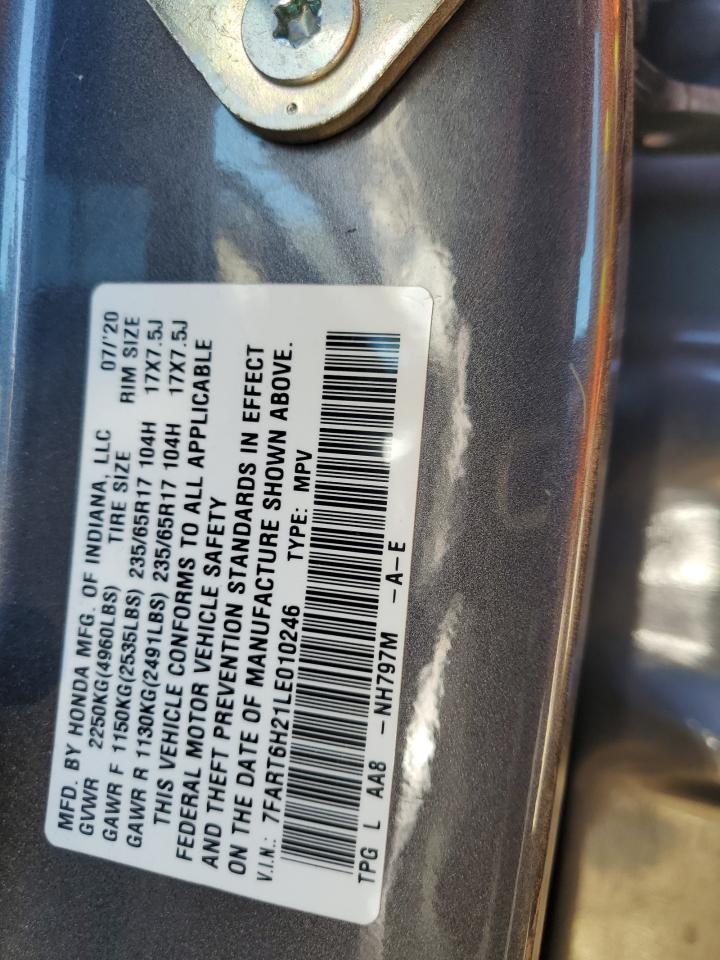 MFD. BY HONDA MFG. OF INDIANA, LLC 07/'20
GVWR 2250KG(4960LBS) TIRE SIZE RIM SIZE
GAWR F 1150KG(2535LBS) 235/65R17 104H 17X7.5J
GAWR R 1130KG(2491LBS) 235/65R17 104H 17X7.5J
THIS VEHICLE CONFORMS TO ALL APPLICABLE
FEDERAL MOTOR VEHICLE SAFETY
AND THEFT PREVENTION STANDARDS IN EFFECT
ON THE DATE OF MANUFACTURE SHOWN ABOVE.
V.I.N.: 7FART6H21LE010246 TYPE: MPV
TPG L AA8 -NH797M -A-E